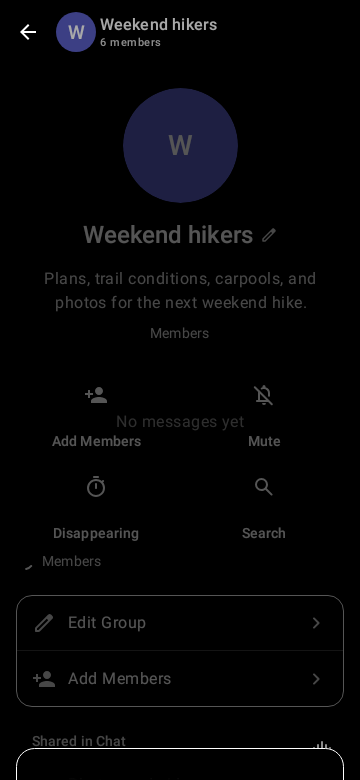 W
Weekend hikers
6 members
W
Weekend hikers
Plans, trail conditions, carpools, and
photos for the next weekend hike.
Members
No messages yet
Add Members
Mute
Disappearing
Search
Members
Edit Group
Add Members
Shared in Chat